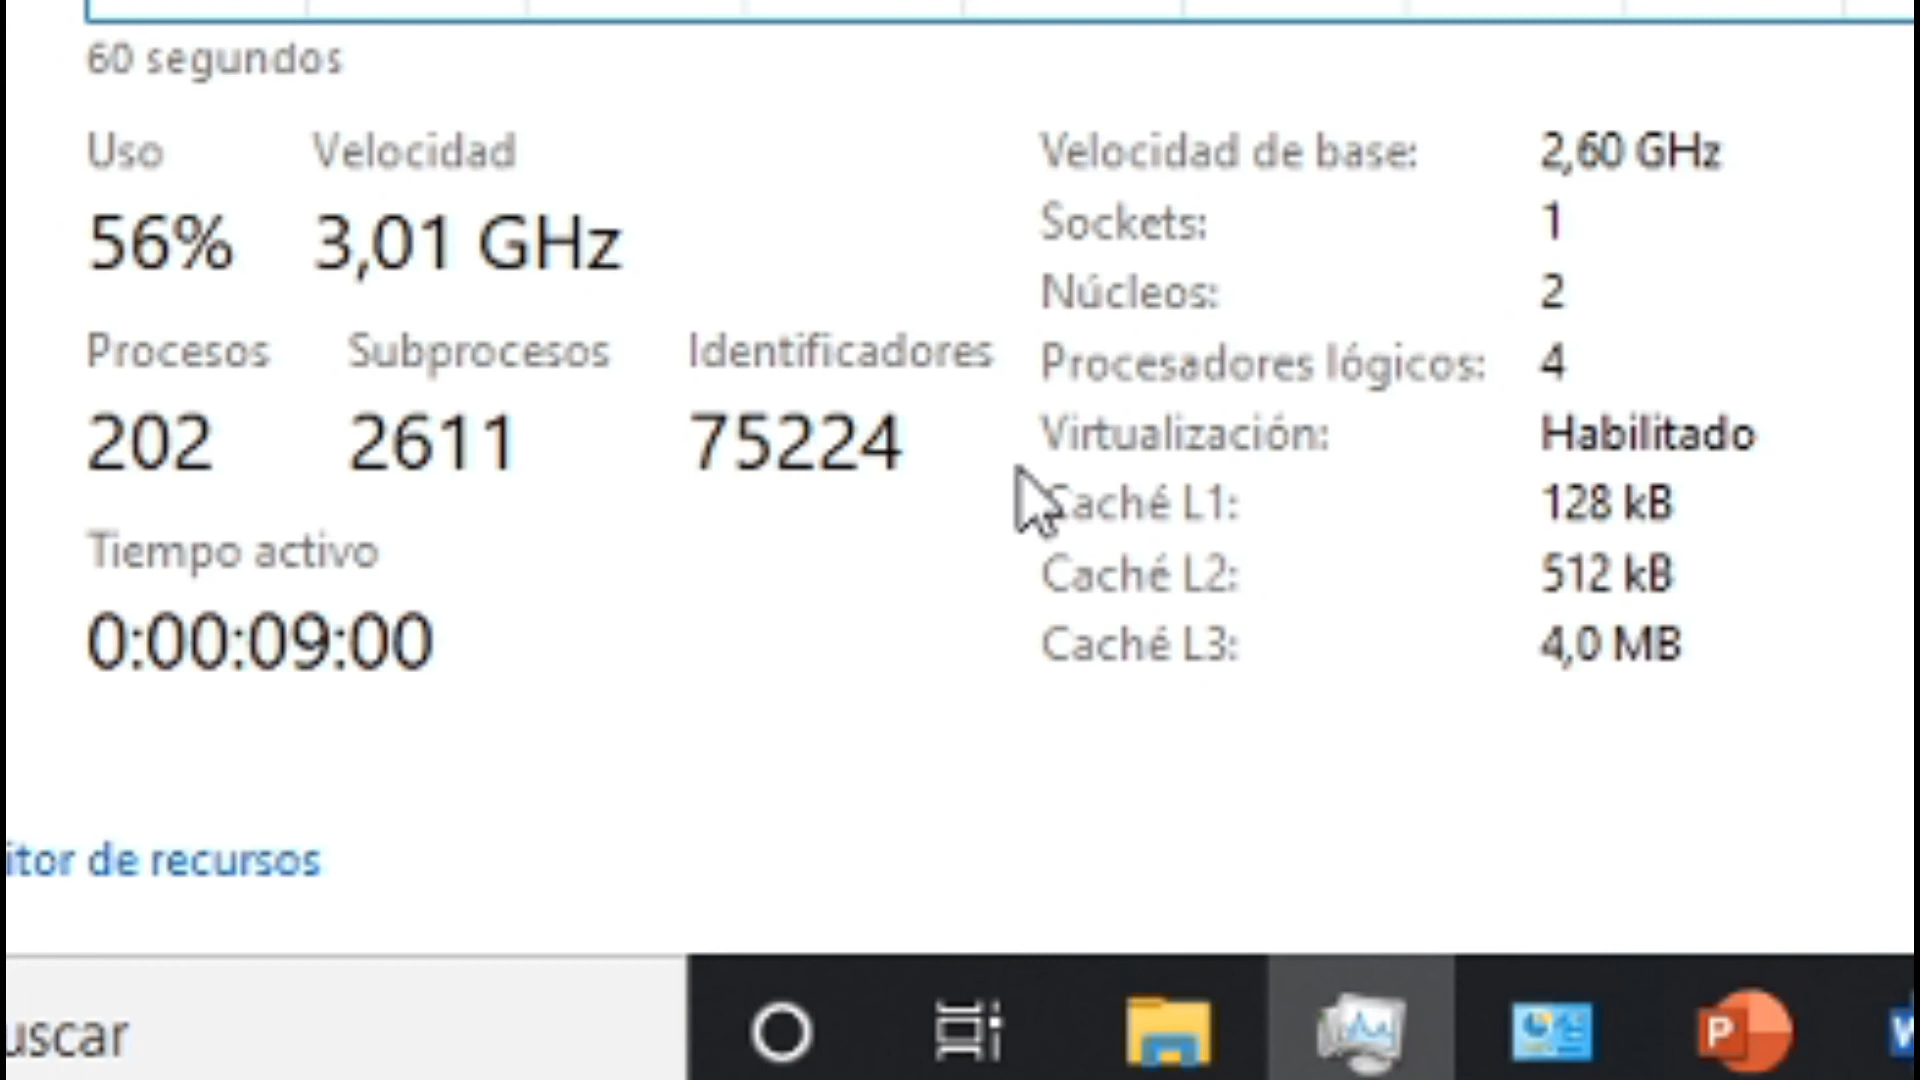 60 segundos
Uso Velocidad
56% 3,01 GHz
Procesos Subprocesos Identificadores
202 2611 75224
Tiempo activo
0:00:09:00
Velocidad de base: 2,60 GHz
Sockets: 1
Núcleos: 2
Procesadores lógicos: 4
Virtualización: Habilitado
Caché L1: 128 kB
Caché L2: 512 kB
Caché L3: 4,0 MB
itor de recursos
uscar
P
W